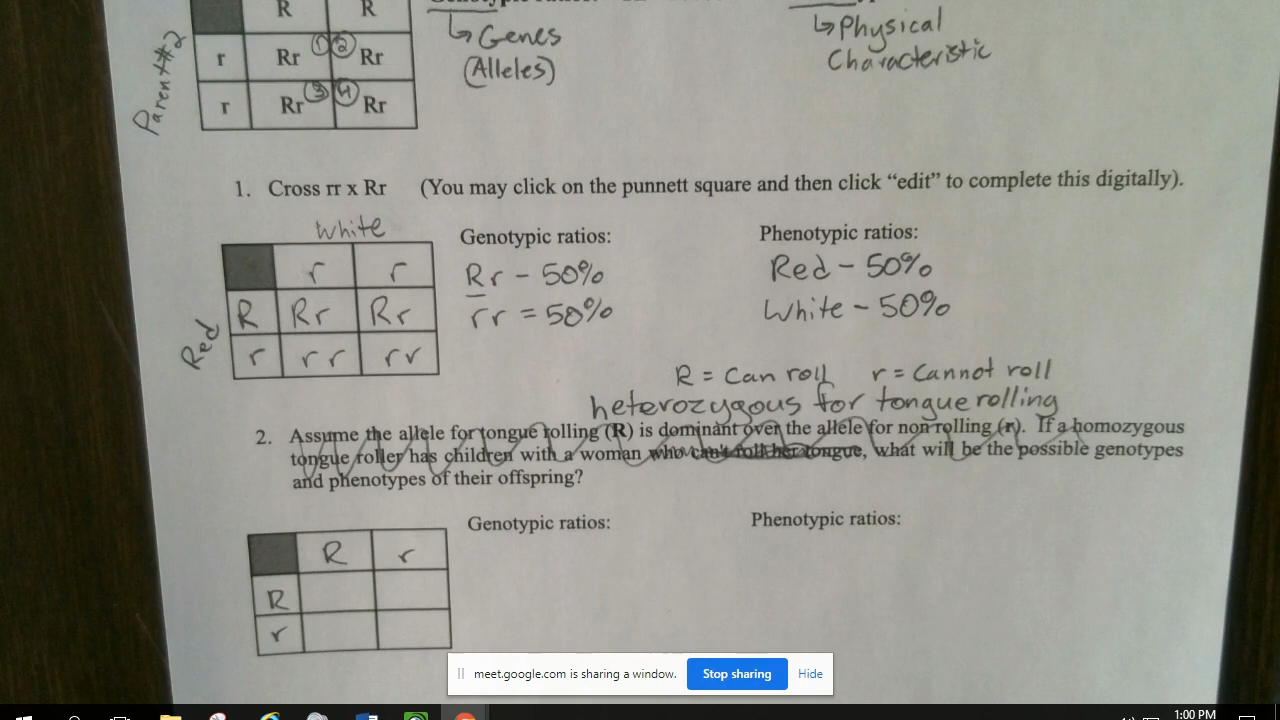 R R
Parent #2
r Rr ① ② Rr
r Rr ③ ④ Rr
↳ Genes
(Alleles)
↳ Physical
Characteristic
1. Cross rr x Rr (You may click on the punnett square and then click “edit” to complete this digitally).
White
Red
r r
R Rr Rr
r rr rr
Genotypic ratios:
Rr - 50%
rr = 50%
Phenotypic ratios:
Red - 50%
White - 50%
R = Can roll r = Cannot roll
heterozygous for tongue rolling
2. Assume the allele for tongue rolling (R) is dominant over the allele for non rolling (r). If a homozygous
tongue roller has children with a woman who can't roll her tongue, what will be the possible genotypes
and phenotypes of their offspring?
R r
R
r
Genotypic ratios:
Phenotypic ratios:
meet.google.com is sharing a window. Stop sharing Hide
1:00 PM